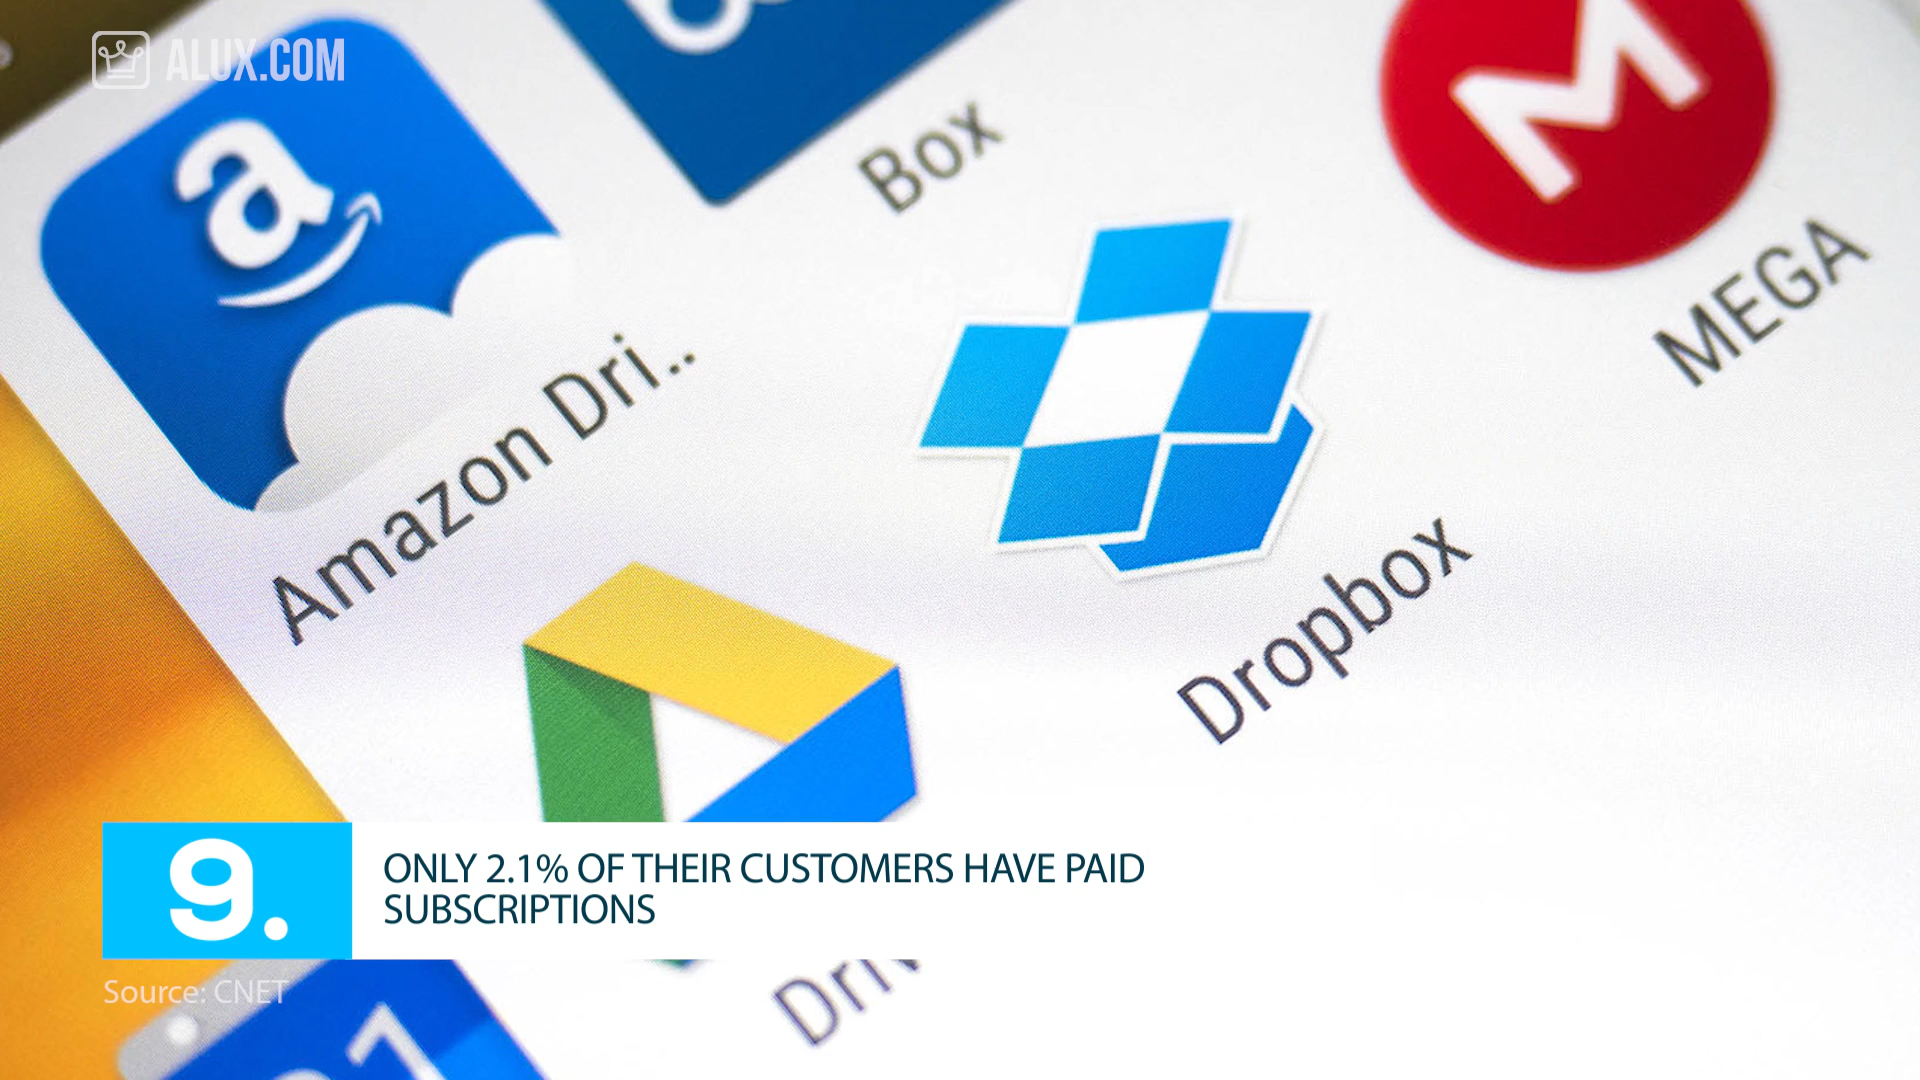 ALUX.COM
Box
MEGA
a
Amazon Dri..
Dropbox
9.
ONLY 2.1% OF THEIR CUSTOMERS HAVE PAID
SUBSCRIPTIONS
Source: CNET